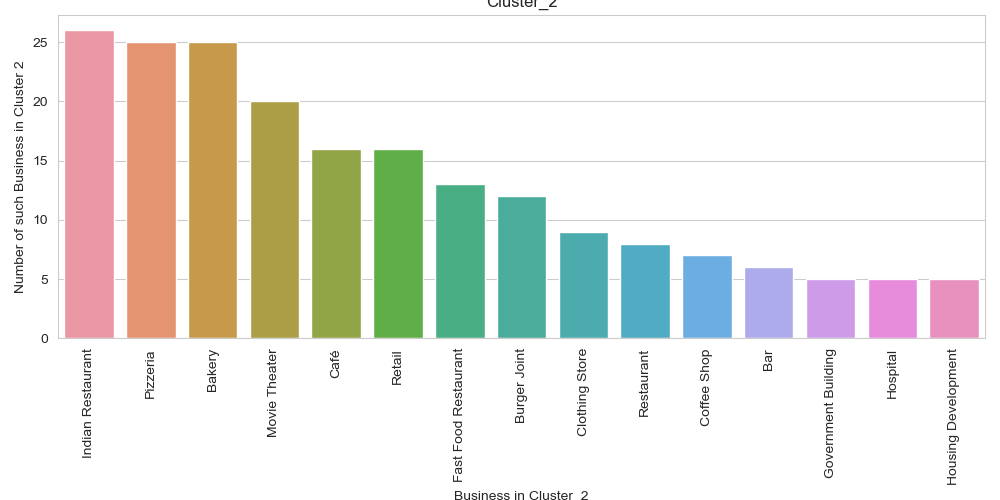 Cluster_2
Number of such Business in Cluster 2
25
20
15
10
5
0
Indian Restaurant
Pizzeria
Bakery
Movie Theater
Café
Retail
Fast Food Restaurant
Burger Joint
Clothing Store
Restaurant
Coffee Shop
Bar
Government Building
Hospital
Housing Development
Business in Cluster_2